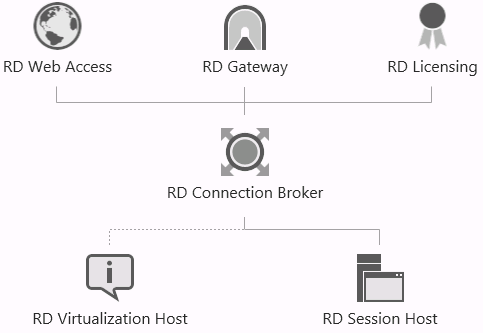 RD Web Access
RD Gateway
RD Licensing
RD Connection Broker
RD Virtualization Host
RD Session Host